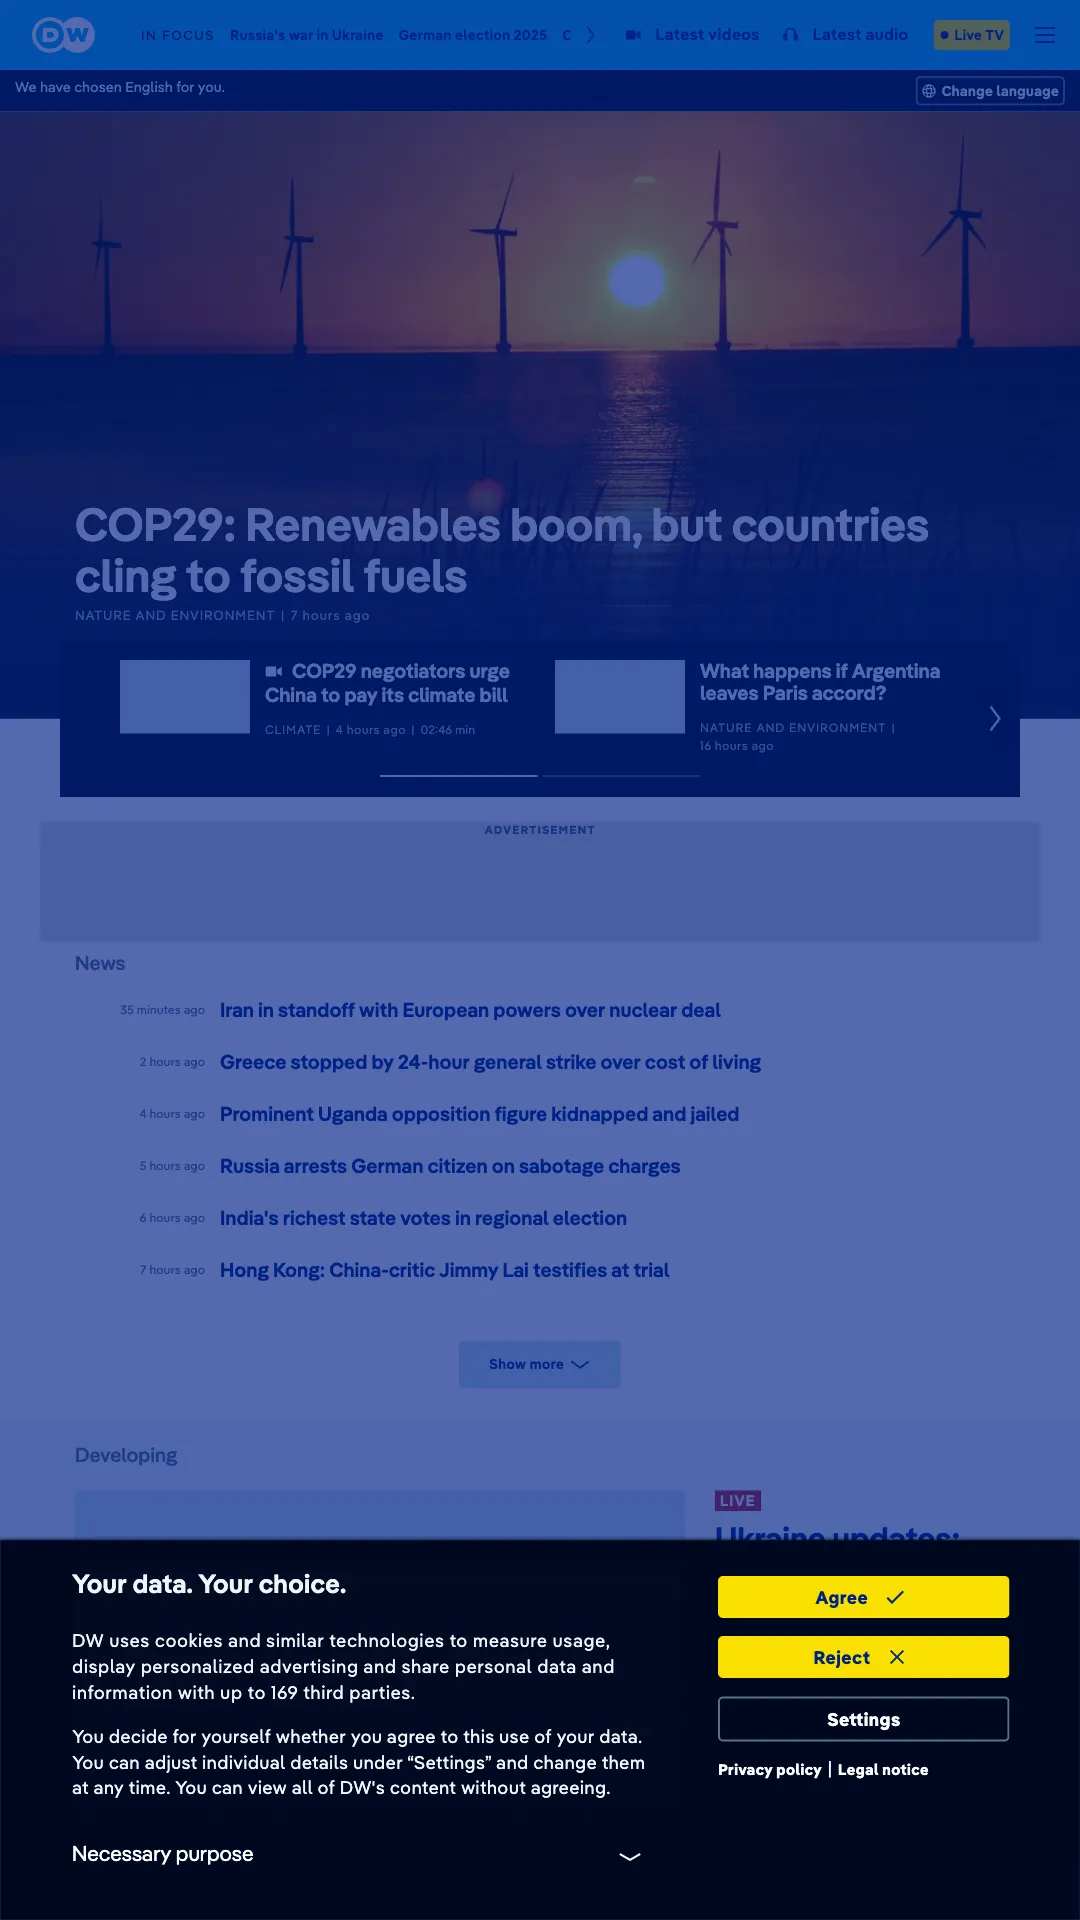 DW
IN FOCUS Russia's war in Ukraine German election 2025 C Latest videos Latest audio Live TV
We have chosen English for you.
Change language
COP29: Renewables boom, but countries
cling to fossil fuels
NATURE AND ENVIRONMENT | 7 hours ago
COP29 negotiators urge
China to pay its climate bill
CLIMATE | 4 hours ago | 02:46 min
What happens if Argentina
leaves Paris accord?
NATURE AND ENVIRONMENT |
16 hours ago
ADVERTISEMENT
News
35 minutes ago Iran in standoff with European powers over nuclear deal
2 hours ago Greece stopped by 24-hour general strike over cost of living
4 hours ago Prominent Uganda opposition figure kidnapped and jailed
5 hours ago Russia arrests German citizen on sabotage charges
6 hours ago India's richest state votes in regional election
7 hours ago Hong Kong: China-critic Jimmy Lai testifies at trial
Show more
Developing
LIVE
Ukraine updates:
Your data. Your choice.
DW uses cookies and similar technologies to measure usage,
display personalized advertising and share personal data and
information with up to 169 third parties.
You decide for yourself whether you agree to this use of your data.
You can adjust individual details under “Settings” and change them
at any time. You can view all of DW's content without agreeing.
Necessary purpose
Agree
Reject
Settings
Privacy policy | Legal notice